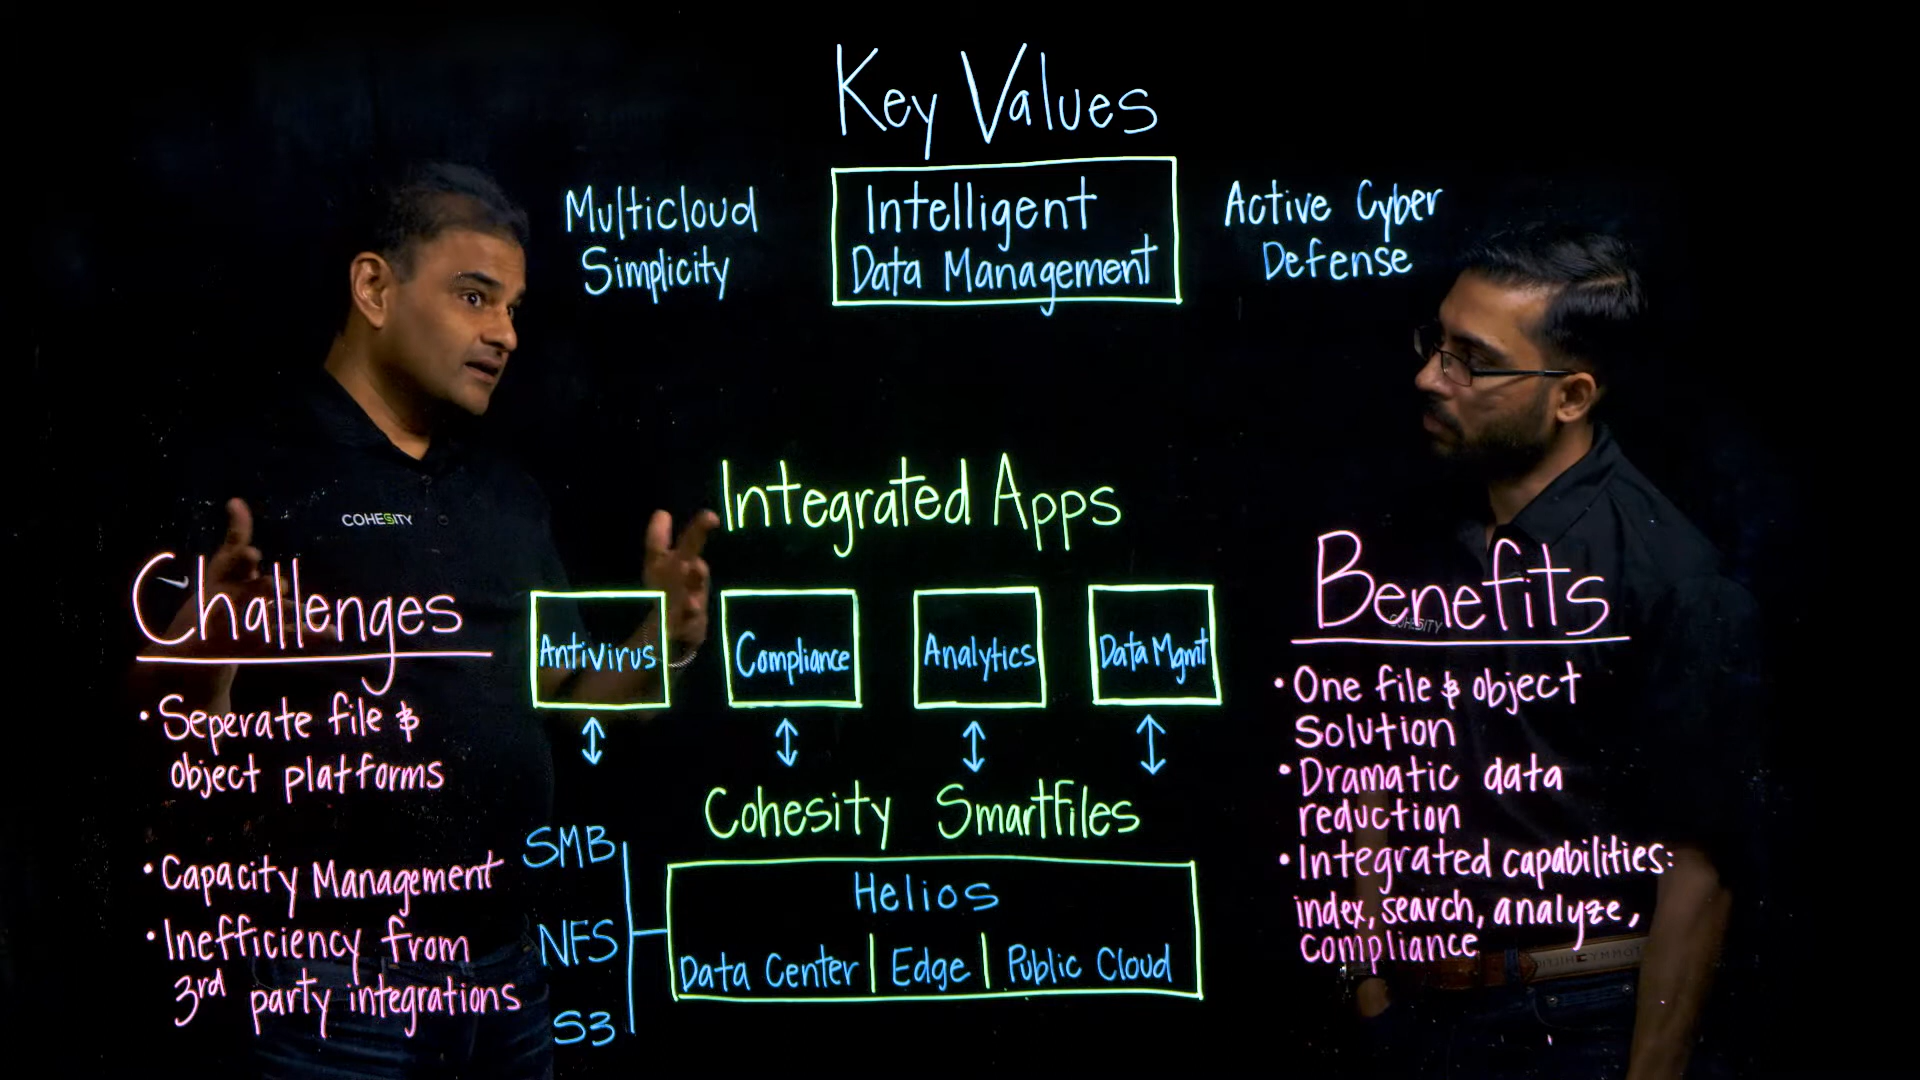 Key Values
Multicloud
Simplicity
Intelligent
Data Management
Active Cyber
Defense
COHESITY
Integrated Apps
Antivirus
Compliance
Analytics
Data Mgmt
Challenges
• Seperate file &
object platforms
• Capacity Management
• Inefficiency from
3rd party integrations
Cohesity Smartfiles
SMB
NFS
S3
Helios
Data Center | Edge | Public Cloud
Benefits
COHESITY
• One file & object
Solution
• Dramatic data
reduction
• Integrated capabilities:
index, search, analyze,
compliance